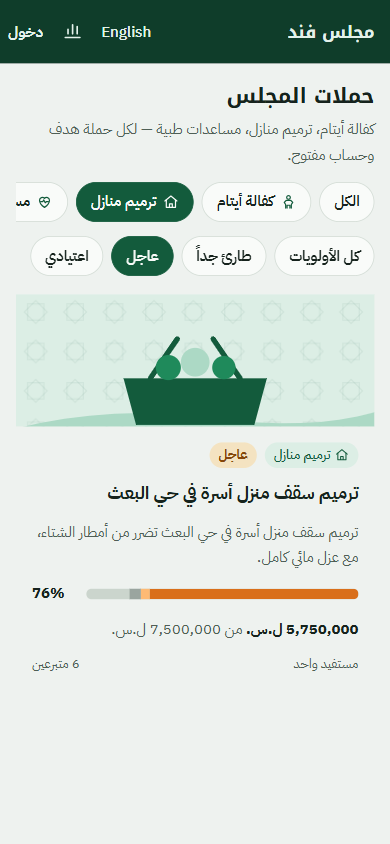 مجلس فند
English
دخول
حملات المجلس
كفالة أيتام، ترميم منازل، مساعدات طبية — لكل حملة هدف
وحساب مفتوح.
الكل
كفالة أيتام
ترميم منازل
كل الأولويات
طارئ جداً
عاجل
اعتيادي
ترميم منازل
عاجل
ترميم سقف منزل أسرة في حي البعث
ترميم سقف منزل أسرة في حي البعث تضرر من أمطار الشتاء،
مع عزل مائي كامل.
76%
5,750,000 ل.س. من 7,500,000 ل.س.
مستفيد واحد
6 متبرعين